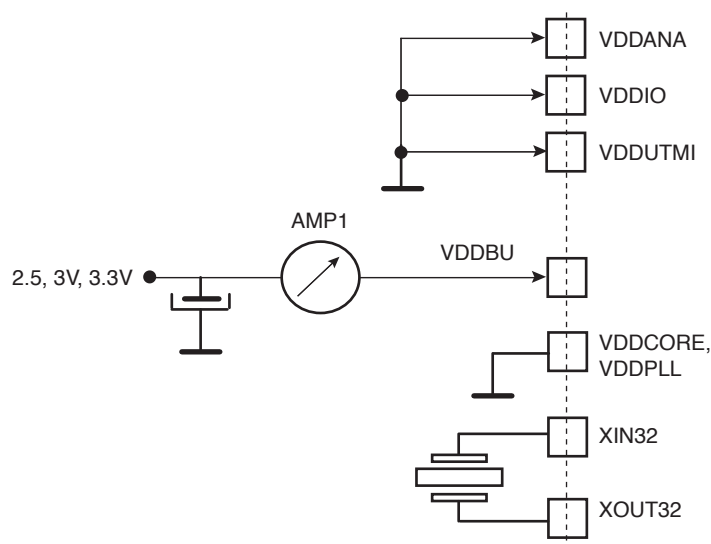 VDDANA
VDDIO
VDDUTMI
AMP1
VDDBU
2.5, 3V, 3.3V
VDDCORE,
VDDPLL
XIN32
XOUT32